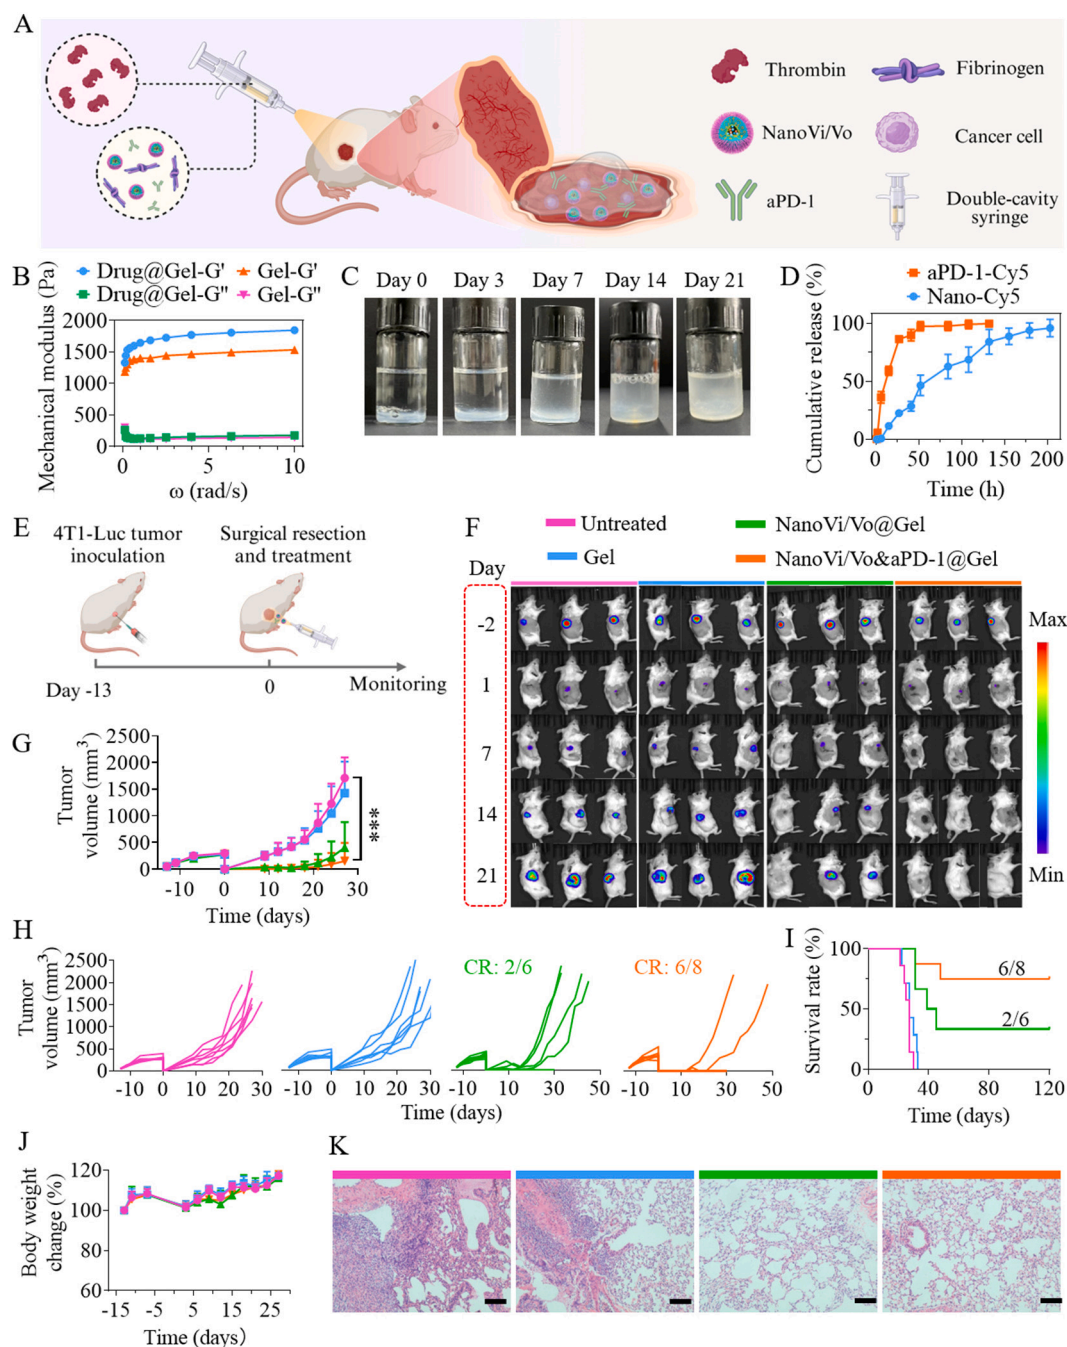 A
Thrombin
Fibrinogen
NanoVi/Vo
Cancer cell
aPD-1
Double-cavity
syringe
B
Drug@Gel-G'
Gel-G'
Drug@Gel-G"
Gel-G"
Mechanical modulus (Pa)
2000
1500
1000
500
0
0
5
10
ω (rad/s)
C
Day 0
Day 3
Day 7
Day 14
Day 21
D
aPD-1-Cy5
Nano-Cy5
Cumulative release (%)
100
50
0
0
50
100
150
200
Time (h)
E
4T1-Luc tumor
inoculation
Surgical resection
and treatment
Day -13
0
Monitoring
F
Untreated
NanoVi/Vo@Gel
Gel
NanoVi/Vo&aPD-1@Gel
Day
-2
1
7
14
21
Max
Min
G
Tumor
volume (mm³)
2500
2000
1500
1000
500
0
***
-10
0
10
20
30
Time (days)
H
Tumor
volume (mm³)
2500
2000
1500
1000
500
0
CR: 2/6
CR: 6/8
-10 0 10 20 30
-10 0 10 20 30
-10 10 30 50
-10 10 30 50
Time (days)
I
Survival rate (%)
100
50
0
6/8
2/6
0
40
80
120
Time (days)
J
Body weight
change (%)
120
100
80
60
-15
-5
5
15
25
Time (days)
K